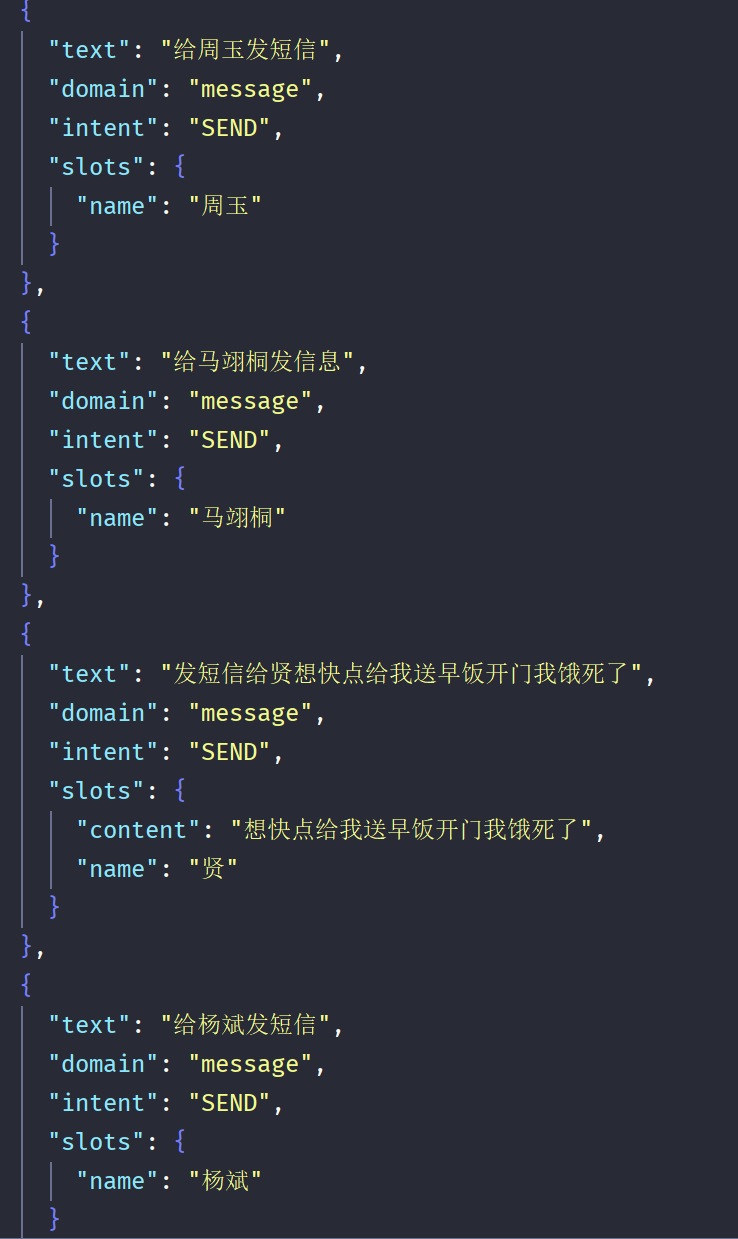 {
"text": "给周玉发短信",
"domain": "message",
"intent": "SEND",
"slots": {
"name": "周玉"
}
},
{
"text": "给马翊桐发信息",
"domain": "message",
"intent": "SEND",
"slots": {
"name": "马翊桐"
}
},
{
"text": "发短信给贤想快点给我送早饭开门我饿死了",
"domain": "message",
"intent": "SEND",
"slots": {
"content": "想快点给我送早饭开门我饿死了",
"name": "贤"
}
},
{
"text": "给杨斌发短信",
"domain": "message",
"intent": "SEND",
"slots": {
"name": "杨斌"
}